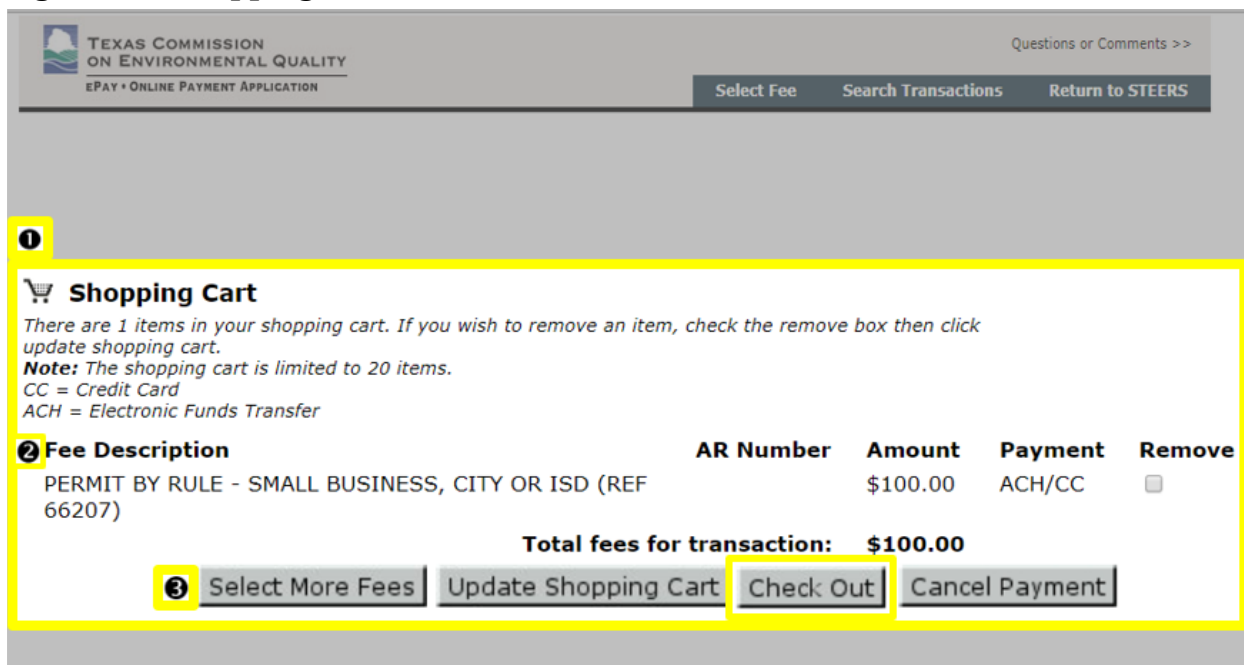 TEXAS COMMISSION
ON ENVIRONMENTAL QUALITY
Questions or Comments >>
EPAY • ONLINE PAYMENT APPLICATION
Select Fee Search Transactions Return to STEERS
❶
Shopping Cart
There are 1 items in your shopping cart. If you wish to remove an item, check the remove box then click
update shopping cart.
Note: The shopping cart is limited to 20 items.
CC = Credit Card
ACH = Electronic Funds Transfer
❷ Fee Description AR Number Amount Payment Remove
PERMIT BY RULE - SMALL BUSINESS, CITY OR ISD (REF $100.00 ACH/CC
66207)
Total fees for transaction: $100.00
❸ Select More Fees Update Shopping Cart Check Out Cancel Payment